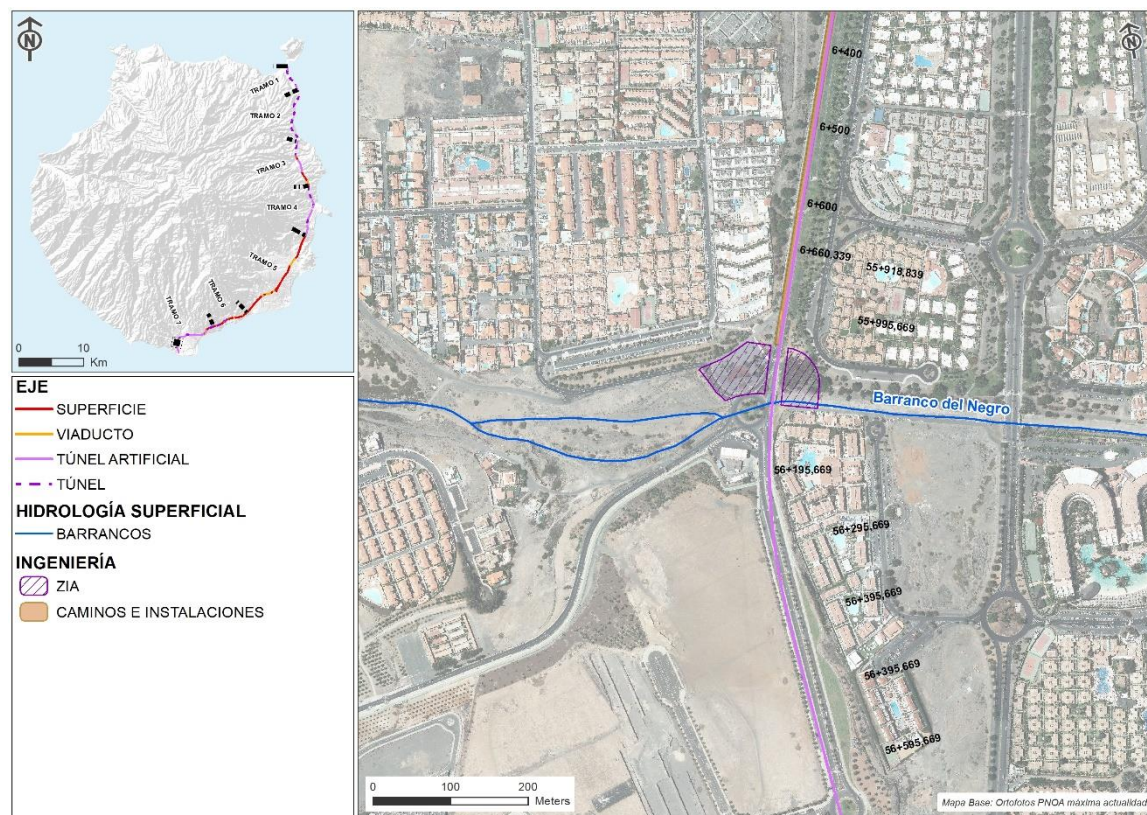 N
TRAMO 1
TRAMO 2
TRAMO 3
TRAMO 4
TRAMO 5
TRAMO 6
TRAMO 7
0 10
Km
EJE
SUPERFICIE
VIADUCTO
TÚNEL ARTIFICIAL
TÚNEL
HIDROLOGÍA SUPERFICIAL
BARRANCOS
INGENIERÍA
ZIA
CAMINOS E INSTALACIONES
N
6+400
6+500
6+600
6+660,339
55+918,839
55+995,669
Barranco del Negro
56+195,669
56+295,669
56+395,669
56+395,669
56+595,669
0 100 200
Meters
Mapa Base: Ortofotos PNOA máxima actualidad